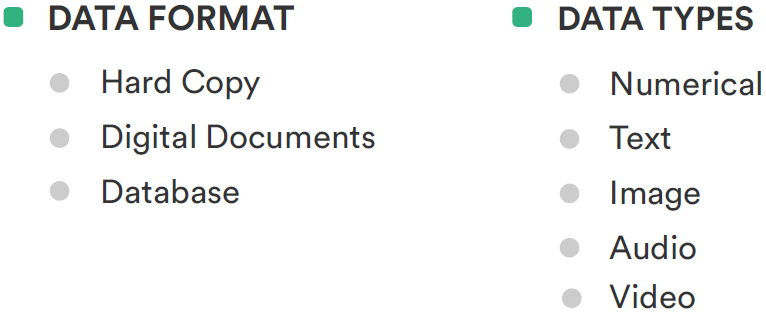 DATA FORMAT
Hard Copy
Digital Documents
Database
DATA TYPES
Numerical
Text
Image
Audio
Video